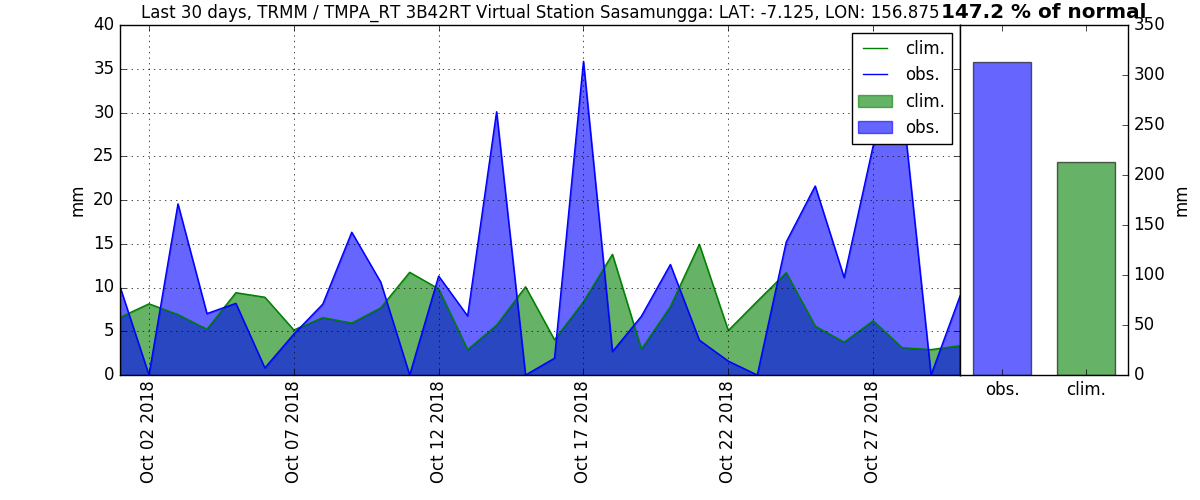 Last 30 days, TRMM / TMPA_RT 3B42RT Virtual Station Sasamungga: LAT: -7.125, LON: 156.875
147.2 % of normal
40
35
30
25
20
15
10
5
0
mm
clim.
obs.
clim.
obs.
Oct 02 2018
Oct 07 2018
Oct 12 2018
Oct 17 2018
Oct 22 2018
Oct 27 2018
350
300
250
200
150
100
50
0
mm
obs.
clim.